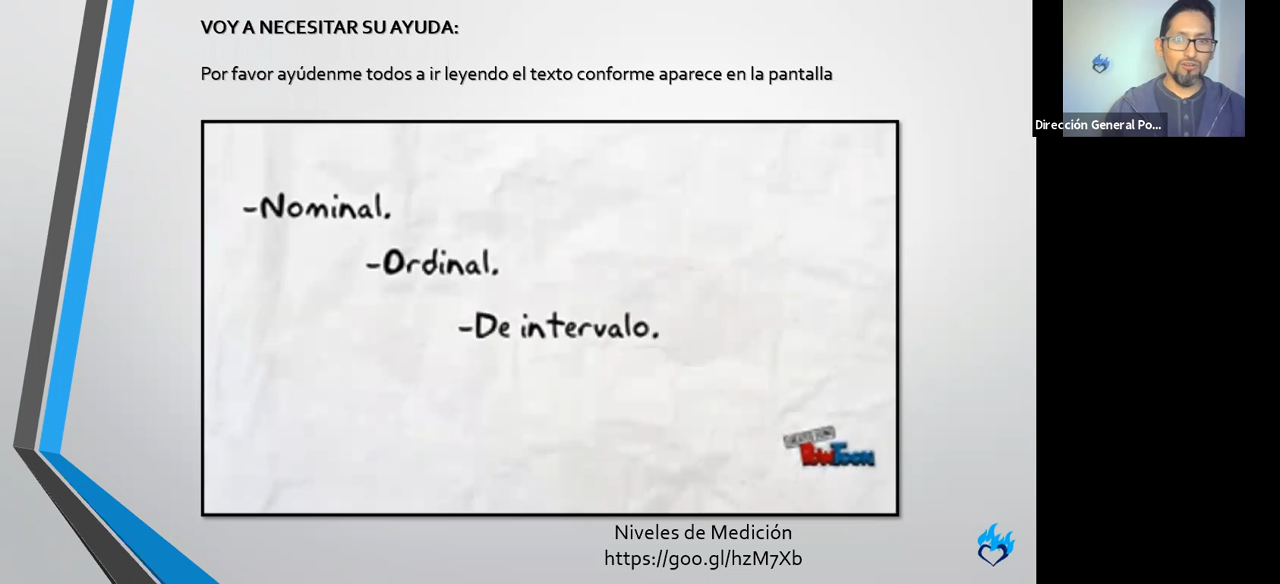 VOY A NECESITAR SU AYUDA:
Por favor ayúdenme todos a ir leyendo el texto conforme aparece en la pantalla
-Nominal.
-Ordinal.
-De intervalo.
PowToon
Niveles de Medición
https://goo.gl/hzM7Xb
Dirección General Po...